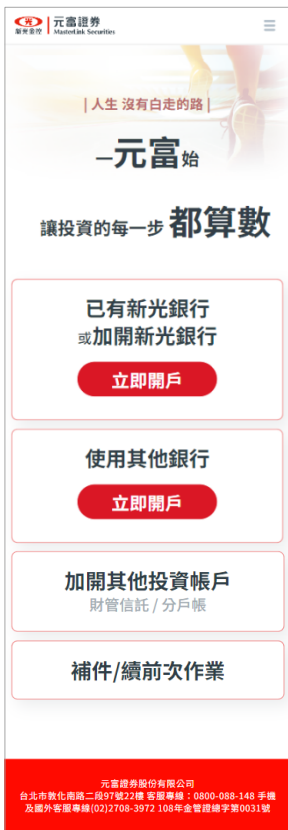 新光金控
元富證券
MasterLink Securities
|人生 沒有白走的路|
一元富始
讓投資的每一步 都算數
已有新光銀行
或加開新光銀行
立即開戶
使用其他銀行
立即開戶
加開其他投資帳戶
財管信託 / 分戶帳
補件/續前次作業
元富證券股份有限公司
台北市敦化南路二段97號22樓 客服專線：0800-088-148 手機
及國外客服專線(02)2708-3972 108年金管證總字第0031號